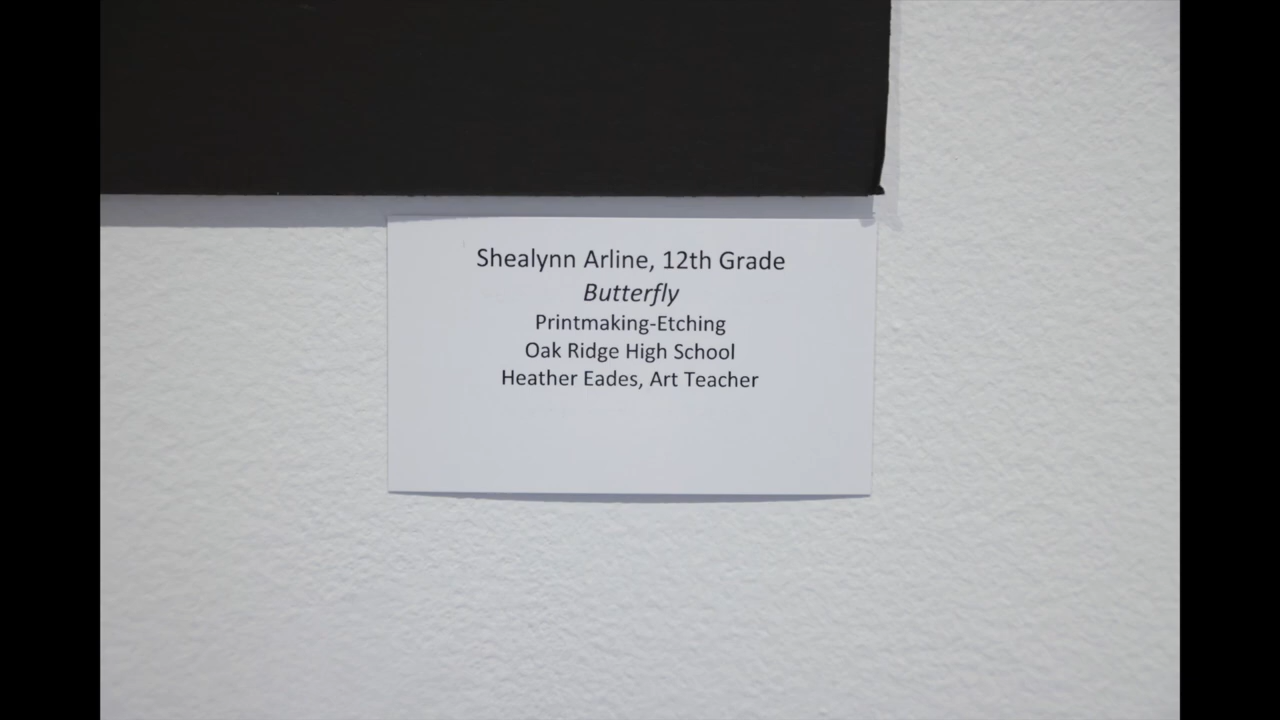 Shealynn Arline, 12th Grade
Butterfly
Printmaking-Etching
Oak Ridge High School
Heather Eades, Art Teacher